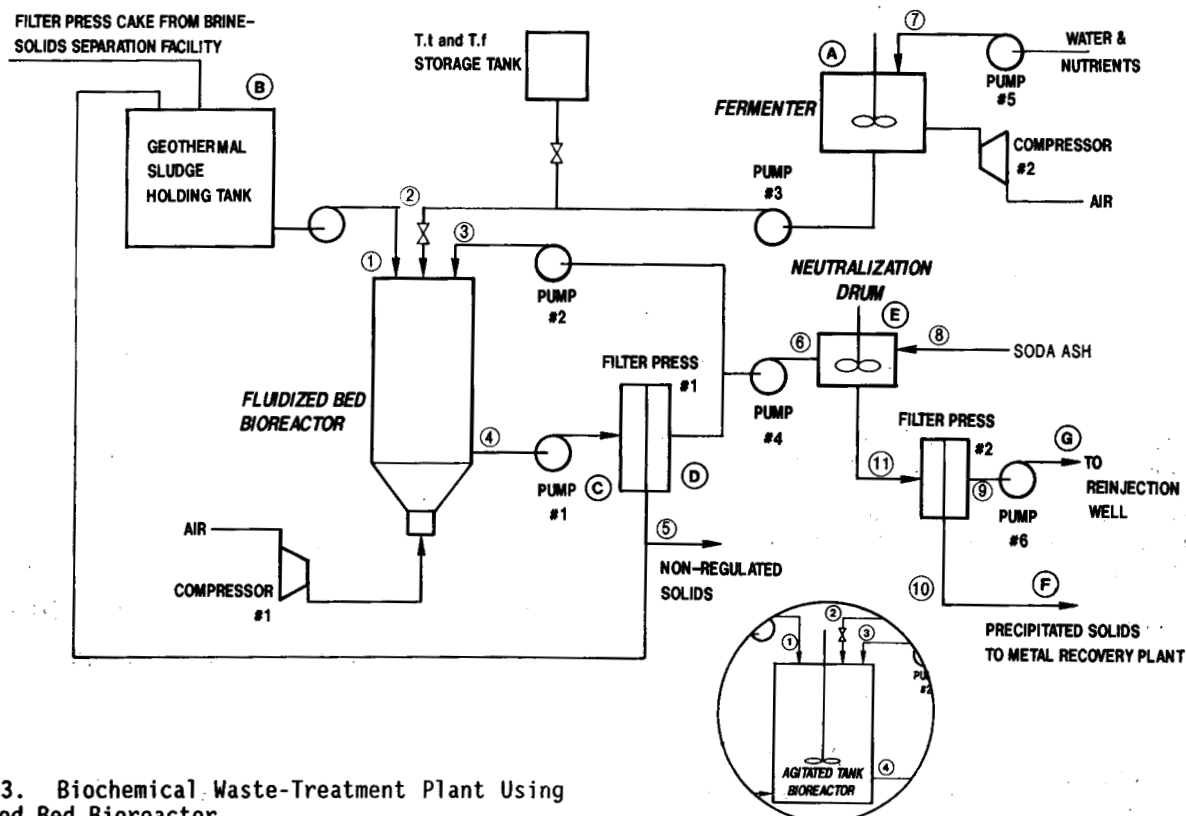 FILTER PRESS CAKE FROM BRINE-
SOLIDS SEPARATION FACILITY
B
GEOTHERMAL
SLUDGE
HOLDING TANK
T.t and T.f
STORAGE TANK
A
FERMENTER
7
PUMP
#5
WATER &
NUTRIENTS
COMPRESSOR
#2
AIR
PUMP
#3
2
1
3
PUMP
#2
FLUIDIZED BED
BIOREACTOR
4
PUMP
#1
C
FILTER PRESS
#1
D
5
NON-REGULATED
SOLIDS
AIR
COMPRESSOR
#1
NEUTRALIZATION
DRUM
E
6
8
SODA ASH
PUMP
#4
FILTER PRESS
#2
11
9
G
TO
REINJECTION
WELL
PUMP
#6
10
F
PRECIPITATED SOLIDS
TO METAL RECOVERY PLANT
1
2
3
PU
#2
4
AGITATED TANK
BIOREACTOR
3. Biochemical Waste-Treatment Plant Using
ed Bed Bioreactor